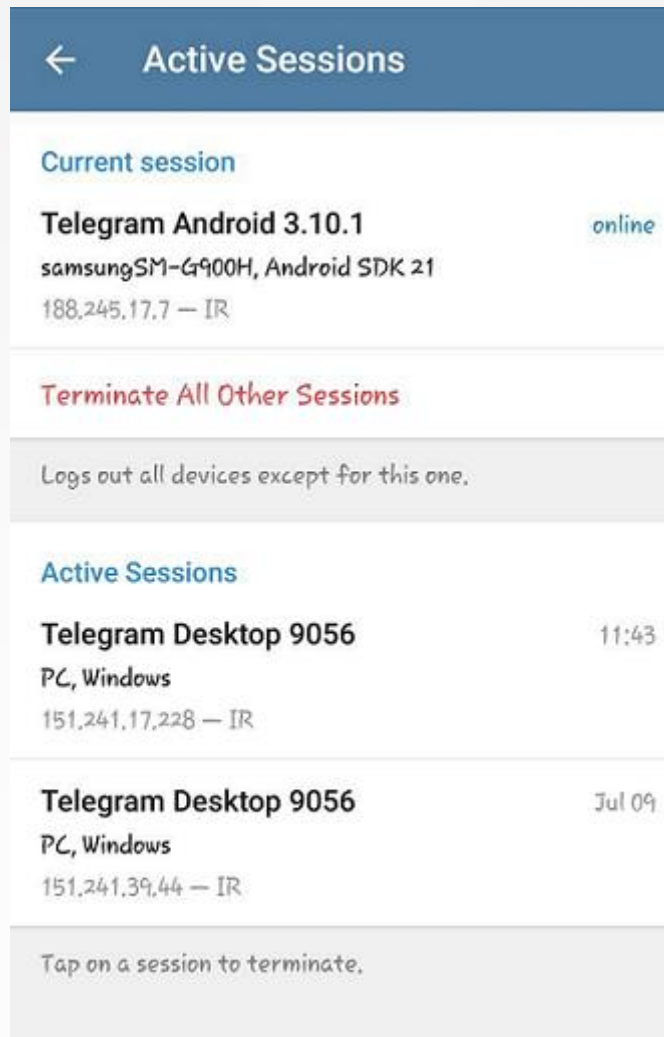 Active Sessions
Current session
Telegram Android 3.10.1 online
samsungSM-G900H, Android SDK 21
188.245.17.7 — IR
Terminate All Other Sessions
Logs out all devices except for this one.
Active Sessions
Telegram Desktop 9056 11:43
PC, Windows
151.241.17.228 — IR
Telegram Desktop 9056 Jul 09
PC, Windows
151.241.39.44 — IR
Tap on a session to terminate.